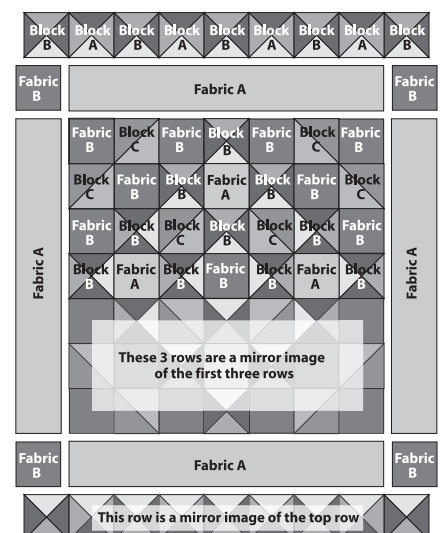 Block B Block A Block B Block A Block B Block A Block B Block A Block B
Fabric B Fabric A Fabric B
Fabric A
Fabric B Block C Fabric B Block B Fabric B Block C Fabric B
Block C Fabric B Block B Fabric A Block B Fabric B Block C
Fabric B Block B Block C Block B Block C Block B Fabric B
Block B Fabric A Block B Fabric B Block B Fabric A Block B
Fabric A
These 3 rows are a mirror image
of the first three rows
Fabric B Fabric A Fabric B
This row is a mirror image of the top row